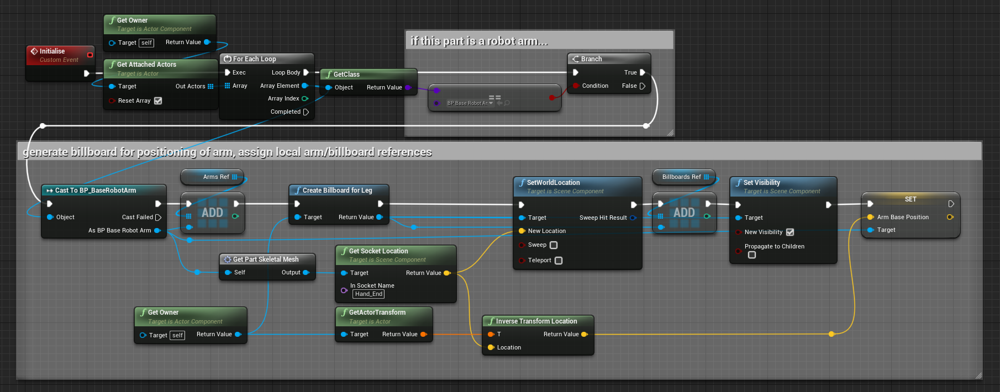 Get Owner
Target is Actor Component
Target self Return Value
Initialise
Custom Event
Get Attached Actors
Target is Actor
Target Out Actors
Reset Array
For Each Loop
Exec Loop Body
Array Array Element
Array Index
Completed
GetClass
Object Return Value
if this part is a robot arm...
==
BP Base Robot Ar
Branch
True
Condition False
generate billboard for positioning of arm, assign local arm/billboard references
Cast To BP_BaseRobotArm
Object Cast Failed
As BP Base Robot Arm
Arms Ref
ADD
Create Billboard for Leg
Target Return Value
SetWorldLocation
Target is Scene Component
Target Sweep Hit Result
New Location
Sweep
Teleport
Billboards Ref
ADD
Set Visibility
Target is Scene Component
Target
New Visibility
Propagate to Children
SET
Arm Base Position
Target
Get Part Skeletal Mesh
Self Output
Get Socket Location
Target is Scene Component
Target Return Value
In Socket Name
Hand_End
Get Owner
Target is Actor Component
Target self Return Value
GetActorTransform
Target is Actor
Target Return Value
Inverse Transform Location
T Return Value
Location